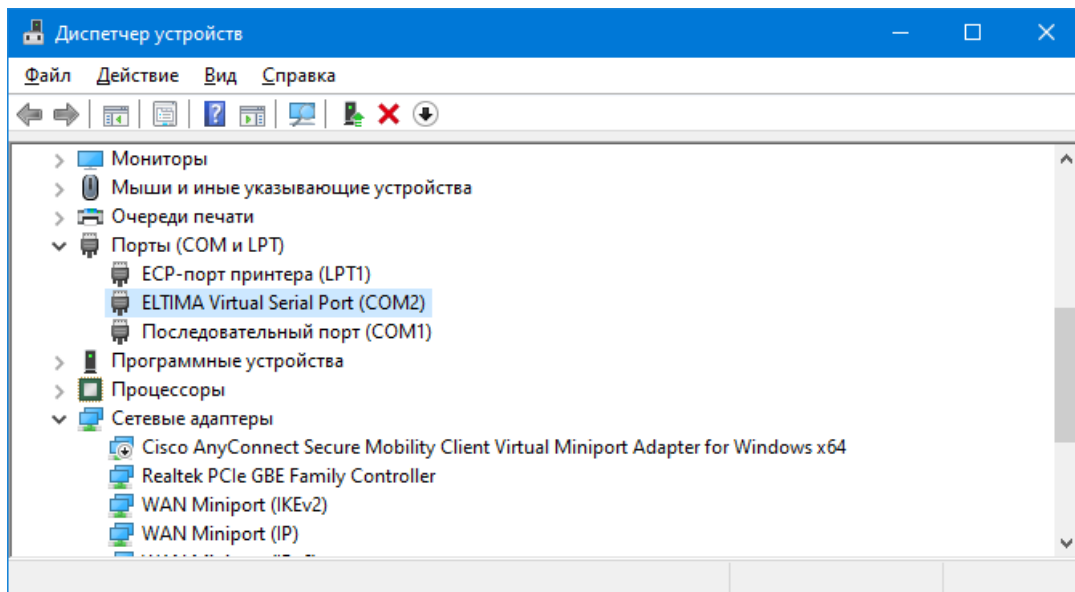 Диспетчер устройств
Файл Действие Вид Справка
Мониторы
Мыши и иные указывающие устройства
Очереди печати
Порты (COM и LPT)
ECP-порт принтера (LPT1)
ELTIMA Virtual Serial Port (COM2)
Последовательный порт (COM1)
Программные устройства
Процессоры
Сетевые адаптеры
Cisco AnyConnect Secure Mobility Client Virtual Miniport Adapter for Windows x64
Realtek PCIe GBE Family Controller
WAN Miniport (IKEv2)
WAN Miniport (IP)